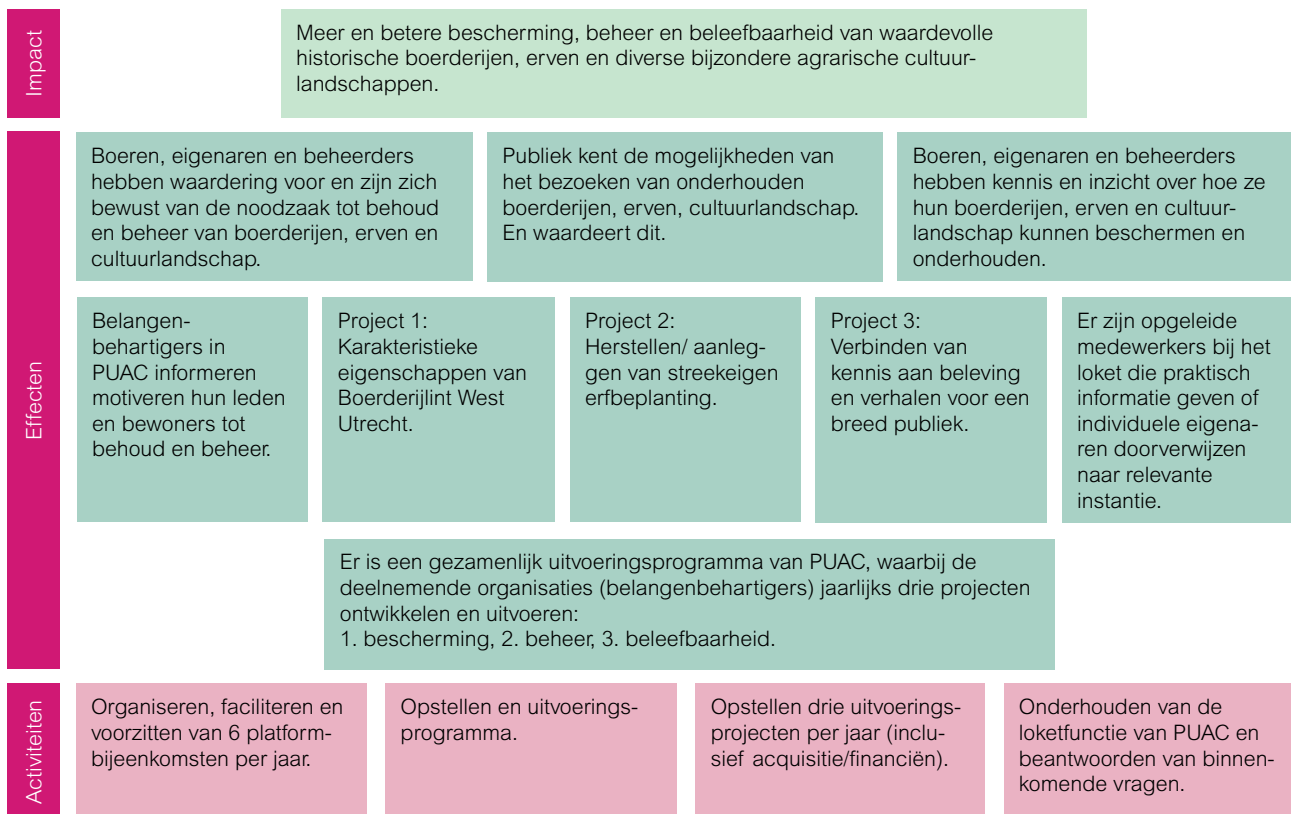 Impact
Meer en betere bescherming, beheer en beleefbaarheid van waardevolle
historische boerderijen, erven en diverse bijzondere agrarische cultuur-
landschappen.
Effecten
Boeren, eigenaren en beheerders
hebben waardering voor en zijn zich
bewust van de noodzaak tot behoud
en beheer van boerderijen, erven en
cultuurlandschap.
Publiek kent de mogelijkheden van
het bezoeken van onderhouden
boerderijen, erven, cultuurlandschap.
En waardeert dit.
Boeren, eigenaren en beheerders
hebben kennis en inzicht over hoe ze
hun boerderijen, erven en cultuur-
landschap kunnen beschermen en
onderhouden.
Belangen-
behartigers in
PUAC informeren
motiveren hun leden
en bewoners tot
behoud en beheer.
Project 1:
Karakteristieke
eigenschappen van
Boerderijlint West
Utrecht.
Project 2:
Herstellen/ aanleg-
gen van streekeigen
erfbeplanting.
Project 3:
Verbinden van
kennis aan beleving
en verhalen voor een
breed publiek.
Er zijn opgeleide
medewerkers bij het
loket die praktisch
informatie geven of
individuele eigena-
ren doorverwijzen
naar relevante
instantie.
Er is een gezamenlijk uitvoeringsprogramma van PUAC, waarbij de
deelnemende organisaties (belangenbehartigers) jaarlijks drie projecten
ontwikkelen en uitvoeren:
1. bescherming, 2. beheer, 3. beleefbaarheid.
Activiteiten
Organiseren, faciliteren en
voorzitten van 6 platform-
bijeenkomsten per jaar.
Opstellen en uitvoerings-
programma.
Opstellen drie uitvoerings-
projecten per jaar (inclu-
sief acquisitie/financiën).
Onderhouden van de
loketfunctie van PUAC en
beantwoorden van binnen-
komende vragen.